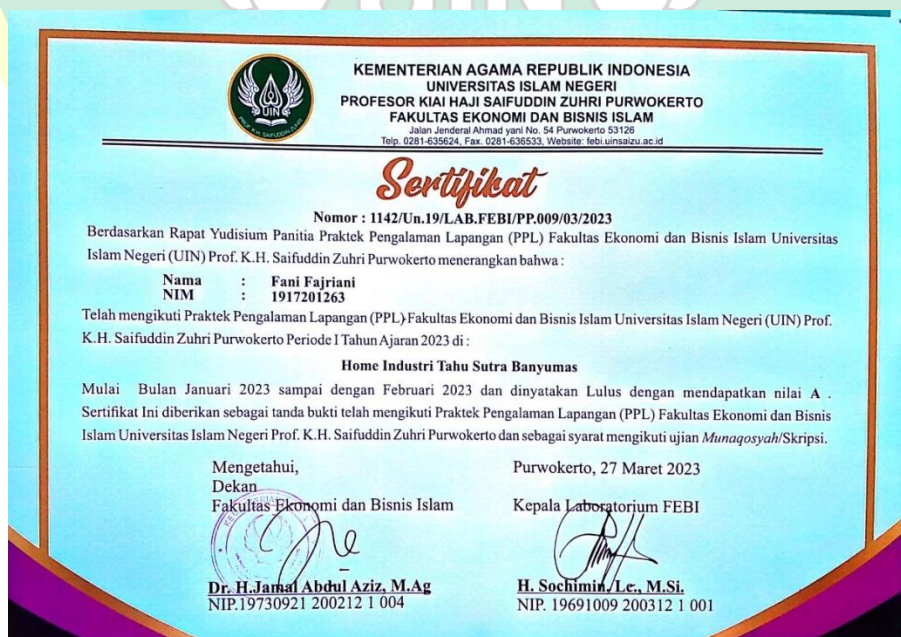 UIN
UIN
PROF. K.H. SAIFUDDIN ZUHRI
KEMENTERIAN AGAMA REPUBLIK INDONESIA
UNIVERSITAS ISLAM NEGERI
PROFESOR KIAI HAJI SAIFUDDIN ZUHRI PURWOKERTO
FAKULTAS EKONOMI DAN BISNIS ISLAM
Jalan Jenderal Ahmad yani No. 54 Purwokerto 53126
Telp. 0281-635624, Fax. 0281-636533, Website: febi.uinsaizu.ac.id
Sertifikat
Nomor : 1142/Un.19/LAB.FEBI/PP.009/03/2023
Berdasarkan Rapat Yudisium Panitia Praktek Pengalaman Lapangan (PPL) Fakultas Ekonomi dan Bisnis Islam Universitas
Islam Negeri (UIN) Prof. K.H. Saifuddin Zuhri Purwokerto menerangkan bahwa :
Nama : Fani Fajriani
NIM : 1917201263
Telah mengikuti Praktek Pengalaman Lapangan (PPL) Fakultas Ekonomi dan Bisnis Islam Universitas Islam Negeri (UIN) Prof.
K.H. Saifuddin Zuhri Purwokerto Periode I Tahun Ajaran 2023 di :
Home Industri Tahu Sutra Banyumas
Mulai Bulan Januari 2023 sampai dengan Februari 2023 dan dinyatakan Lulus dengan mendapatkan nilai A .
Sertifikat Ini diberikan sebagai tanda bukti telah mengikuti Praktek Pengalaman Lapangan (PPL) Fakultas Ekonomi dan Bisnis
Islam Universitas Islam Negeri Prof. K.H. Saifuddin Zuhri Purwokerto dan sebagai syarat mengikuti ujian Munaqosyah/Skripsi.
Mengetahui,
Dekan
Fakultas Ekonomi dan Bisnis Islam
Dr. H.Jamal Abdul Aziz, M.Ag
NIP.19730921 200212 1 004
Purwokerto, 27 Maret 2023
Kepala Laboratorium FEBI
H. Sochimin, Lc., M.Si.
NIP. 19691009 200312 1 001